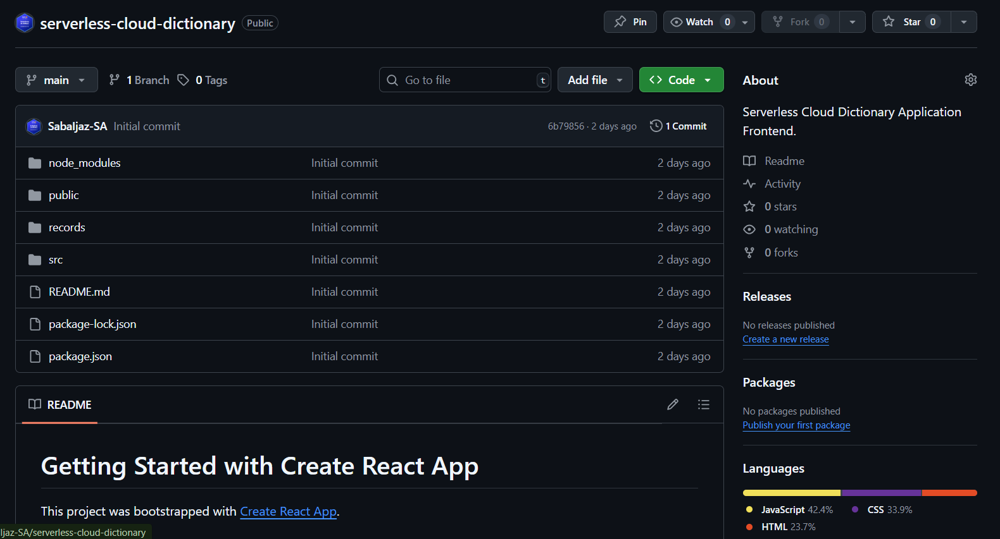 serverless-cloud-dictionary Public
Pin
Watch 0
Fork 0
Star 0
main
1 Branch
0 Tags
Go to file t
Add file
Code
Sabaljaz-SA Initial commit 6b79856 · 2 days ago 1 Commit
node_modules Initial commit 2 days ago
public Initial commit 2 days ago
records Initial commit 2 days ago
src Initial commit 2 days ago
README.md Initial commit 2 days ago
package-lock.json Initial commit 2 days ago
package.json Initial commit 2 days ago
README
Getting Started with Create React App
This project was bootstrapped with Create React App.
ljaz-SA/serverless-cloud-dictionary
About
Serverless Cloud Dictionary Application
Frontend.
Readme
Activity
0 stars
0 watching
0 forks
Releases
No releases published
Create a new release
Packages
No packages published
Publish your first package
Languages
JavaScript 42.4% CSS 33.9%
HTML 23.7%